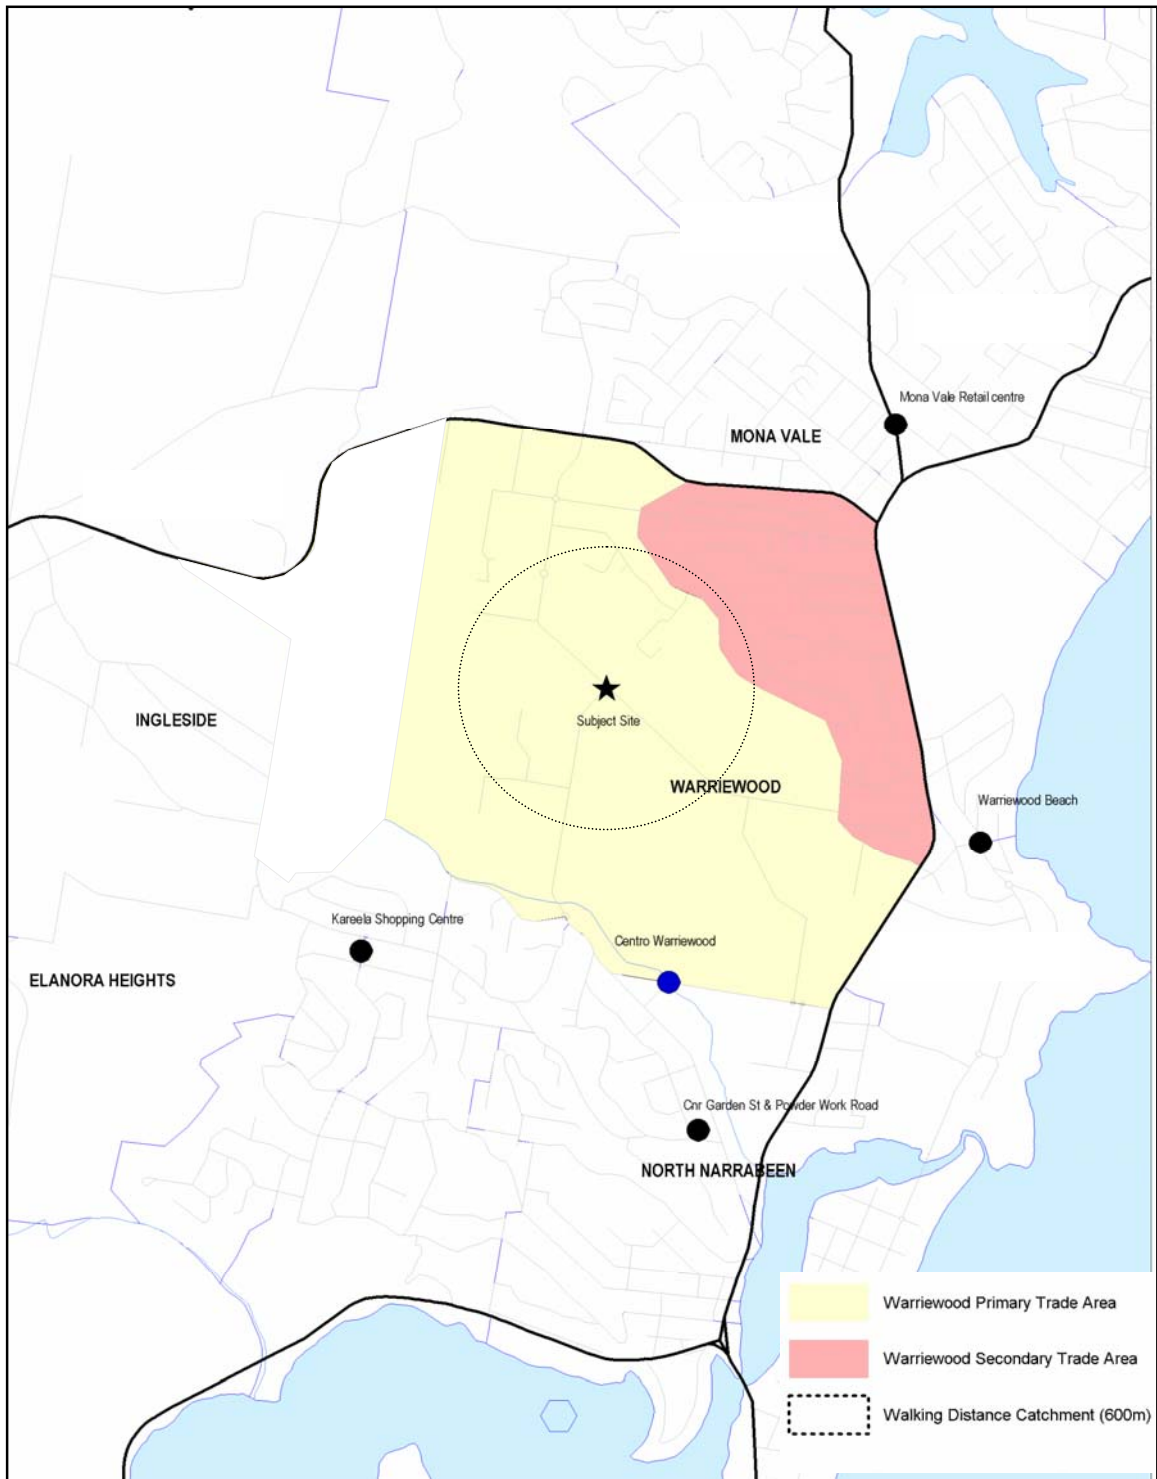 Mona Vale Retail centre
MONA VALE
INGLESIDE
Subject Site
WARRIEWOOD
Warriewood Beach
Kareela Shopping Centre
Centro Warriewood
ELANORA HEIGHTS
Cnr Garden St & Powder Work Road
NORTH NARRABEEN
Warriewood Primary Trade Area
Warriewood Secondary Trade Area
Walking Distance Catchment (600m)